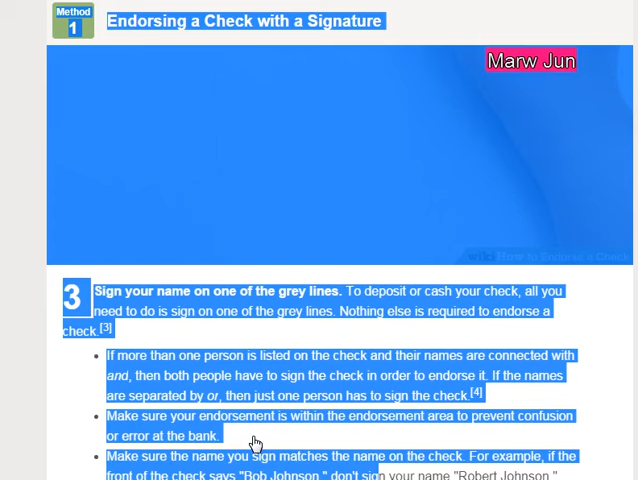 Method
1
Endorsing a Check with a Signature
Marw Jun
wikiHow to Endorse a Check
3
Sign your name on one of the grey lines. To deposit or cash your check, all you
need to do is sign on one of the grey lines. Nothing else is required to endorse a
check.[3]
If more than one person is listed on the check and their names are connected with
and, then both people have to sign the check in order to endorse it. If the names
are separated by or, then just one person has to sign the check.[4]
Make sure your endorsement is within the endorsement area to prevent confusion
or error at the bank.
Make sure the name you sign matches the name on the check. For example, if the
front of the check says "Bob Johnson," don't sign your name "Robert Johnson."